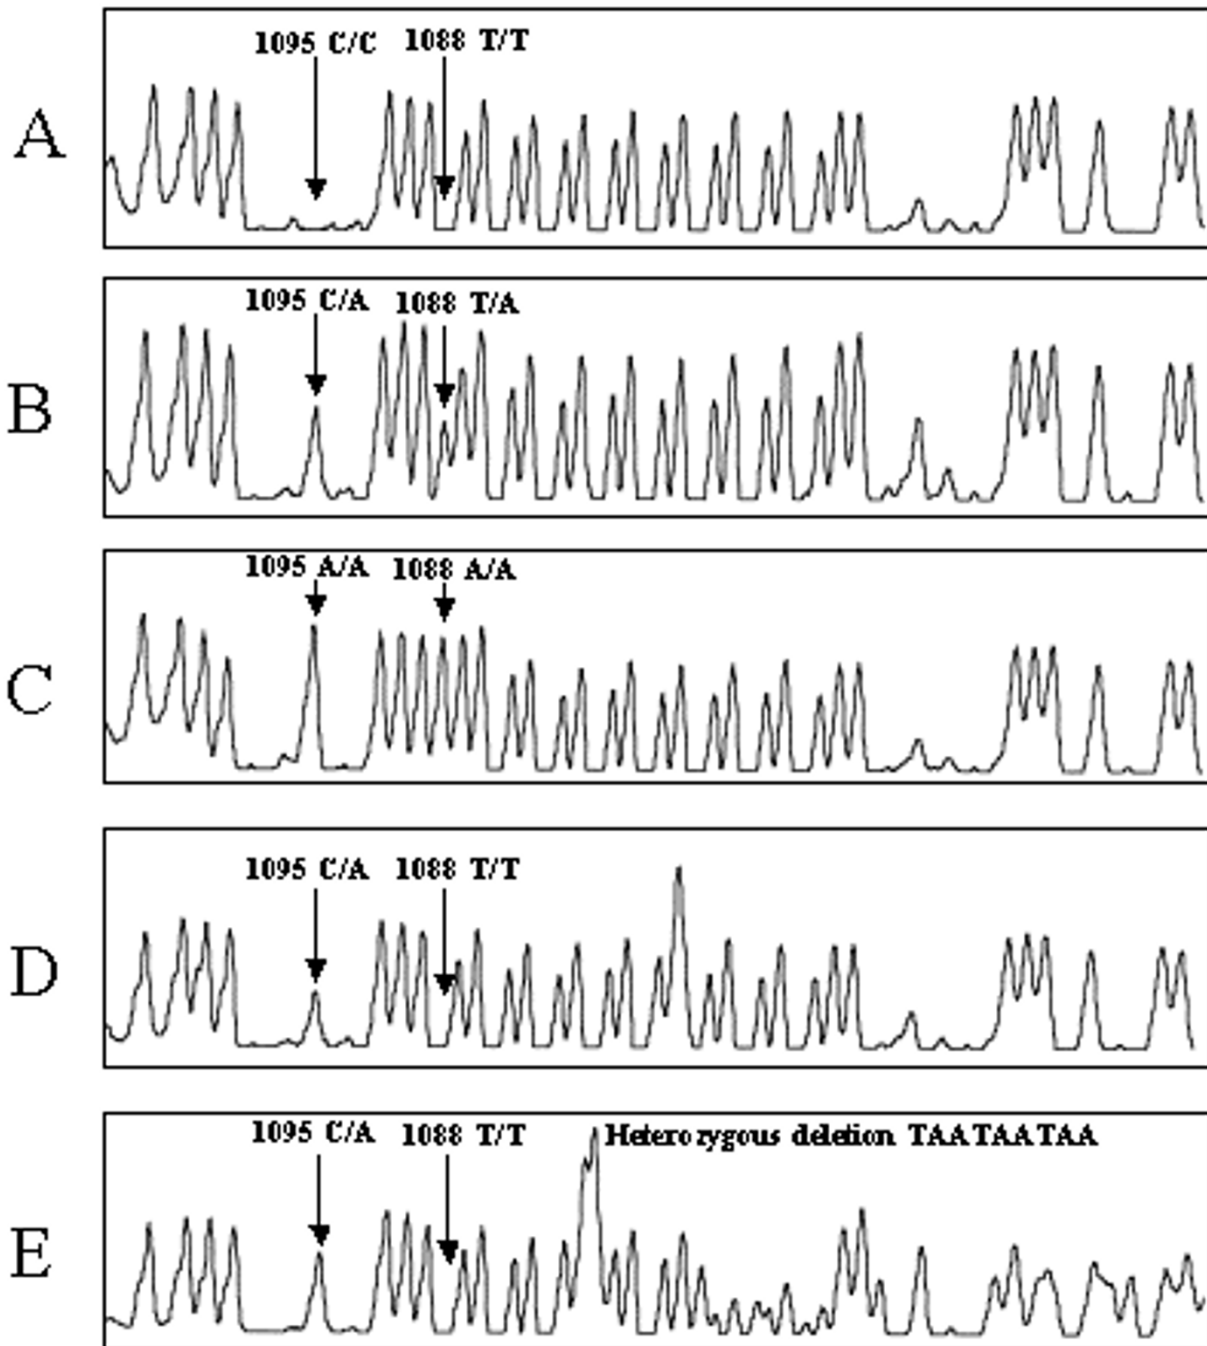 A
1095 C/C 1088 T/T
B
1095 C/A 1088 T/A
C
1095 A/A 1088 A/A
D
1095 C/A 1088 T/T
E
1095 C/A 1088 T/T Heterozygous deletion TAATAATAA